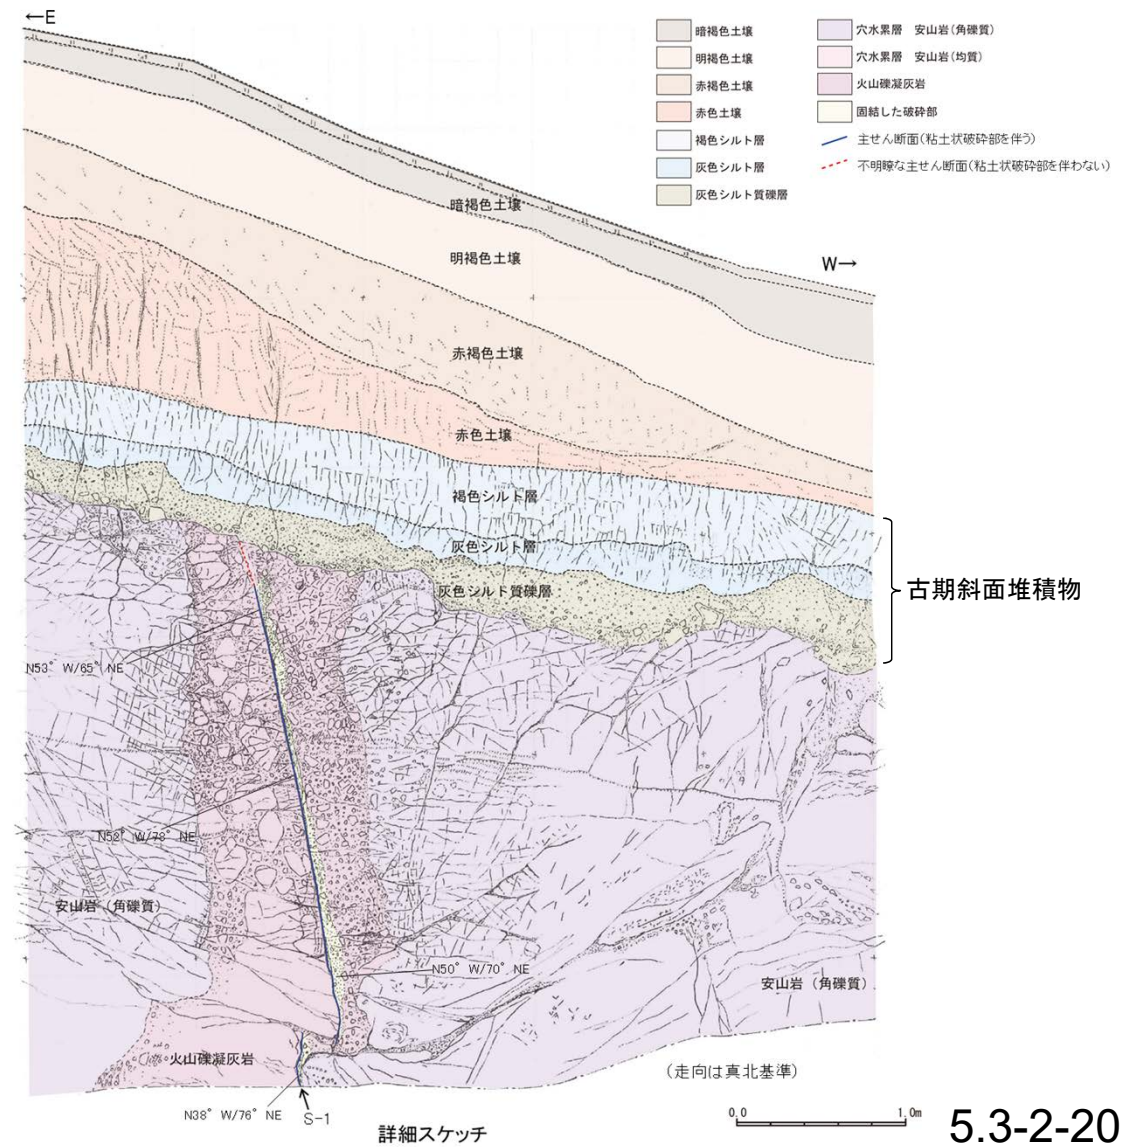 ←E
暗褐色土壌
明褐色土壌
赤褐色土壌
赤色土壌
褐色シルト層
灰色シルト層
灰色シルト質礫層
穴水累層 安山岩(角礫質)
穴水累層 安山岩(均質)
火山礫凝灰岩
固結した破砕部
主せん断面(粘土状破砕部を伴う)
不明瞭な主せん断面(粘土状破砕部を伴わない)
暗褐色土壌
明褐色土壌
W→
赤褐色土壌
赤色土壌
褐色シルト層
灰色シルト層
灰色シルト質礫層
古期斜面堆積物
N53° W/65° NE
N52° W/73° NE
安山岩(角礫質)
N50° W/70° NE
安山岩(角礫質)
火山礫凝灰岩
(走向は真北基準)
N38° W/76° NE
S-1
詳細スケッチ
0.0 1.0m
5.3-2-20